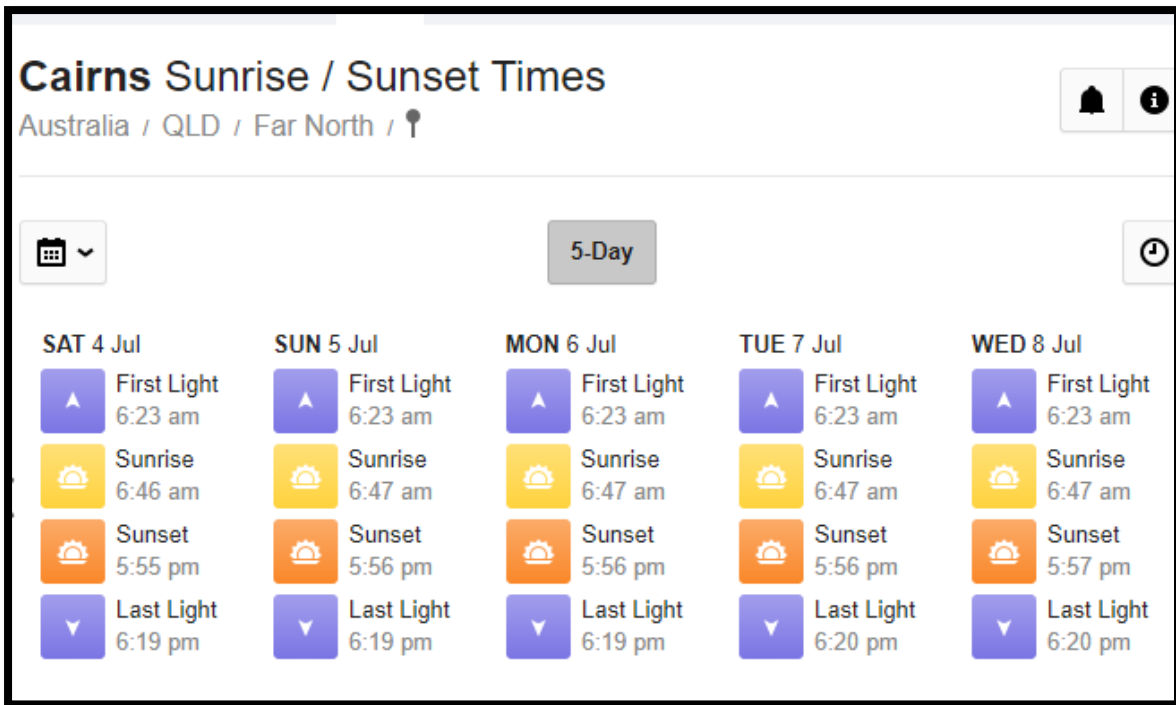 Cairns Sunrise / Sunset Times
Australia / QLD / Far North /
5-Day
SAT 4 Jul
First Light
6:23 am
Sunrise
6:46 am
Sunset
5:55 pm
Last Light
6:19 pm
SUN 5 Jul
First Light
6:23 am
Sunrise
6:47 am
Sunset
5:56 pm
Last Light
6:19 pm
MON 6 Jul
First Light
6:23 am
Sunrise
6:47 am
Sunset
5:56 pm
Last Light
6:19 pm
TUE 7 Jul
First Light
6:23 am
Sunrise
6:47 am
Sunset
5:56 pm
Last Light
6:20 pm
WED 8 Jul
First Light
6:23 am
Sunrise
6:47 am
Sunset
5:57 pm
Last Light
6:20 pm